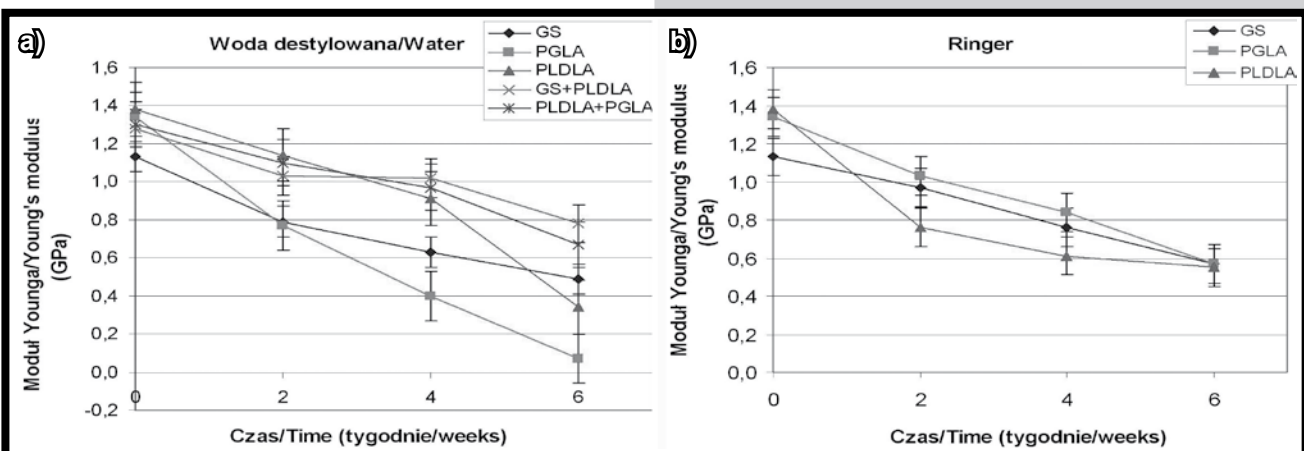 a)
Woda destylowana/Water
GS
PGLA
PLDLA
GS+PLDLA
PLDLA+PGLA
Moduł Younga/Young's modulus
(GPa)
1,6
1,4
1,2
1,0
0,8
0,6
0,4
0,2
0,0
-0,2
0
2
4
6
Czas/Time (tygodnie/weeks)
b)
Ringer
GS
PGLA
PLDLA
Moduł Younga/Young's modulus
(GPa)
1,6
1,4
1,2
1,0
0,8
0,6
0,4
0,2
0,0
0
2
4
6
Czas/Time (tygodnie/weeks)